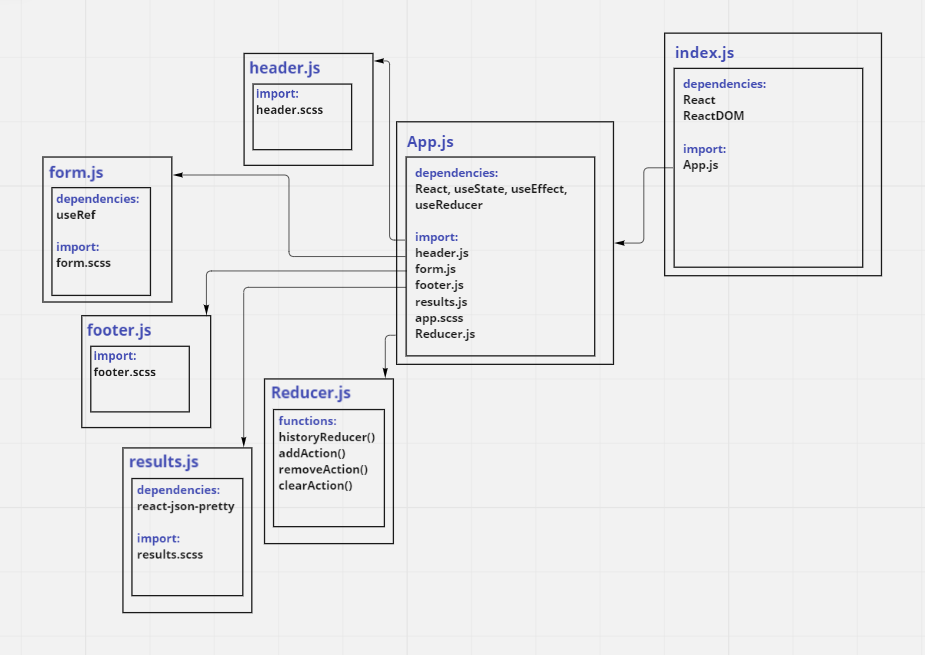 index.js
dependencies:
React
ReactDOM
import:
App.js
header.js
import:
header.scss
App.js
dependencies:
React, useState, useEffect,
useReducer
import:
header.js
form.js
footer.js
results.js
app.scss
Reducer.js
form.js
dependencies:
useRef
import:
form.scss
footer.js
import:
footer.scss
Reducer.js
functions:
historyReducer()
addAction()
removeAction()
clearAction()
results.js
dependencies:
react-json-pretty
import:
results.scss